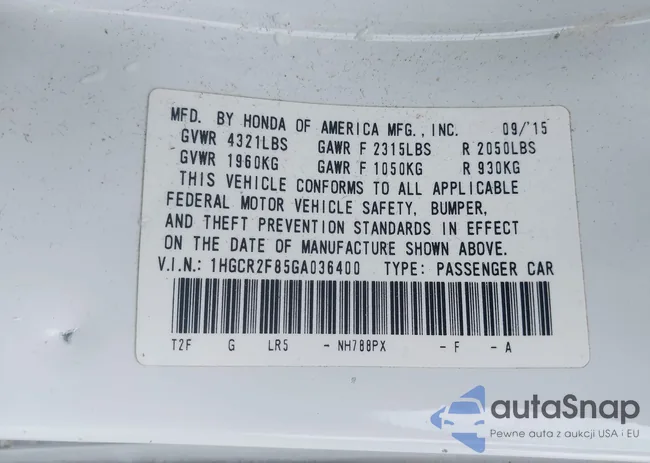 MFD. BY HONDA OF AMERICA MFG., INC. 09/'15
GVWR 4321LBS GAWR F 2315LBS R 2050LBS
GVWR 1960KG GAWR F 1050KG R 930KG
THIS VEHICLE CONFORMS TO ALL APPLICABLE
FEDERAL MOTOR VEHICLE SAFETY, BUMPER,
AND THEFT PREVENTION STANDARDS IN EFFECT
ON THE DATE OF MANUFACTURE SHOWN ABOVE.
V.I.N.: 1HGCR2F85GA036400 TYPE: PASSENGER CAR
T2F G LR5 - NH788PX - F - A
autoSnap
Pewne auta z aukcji USA i EU